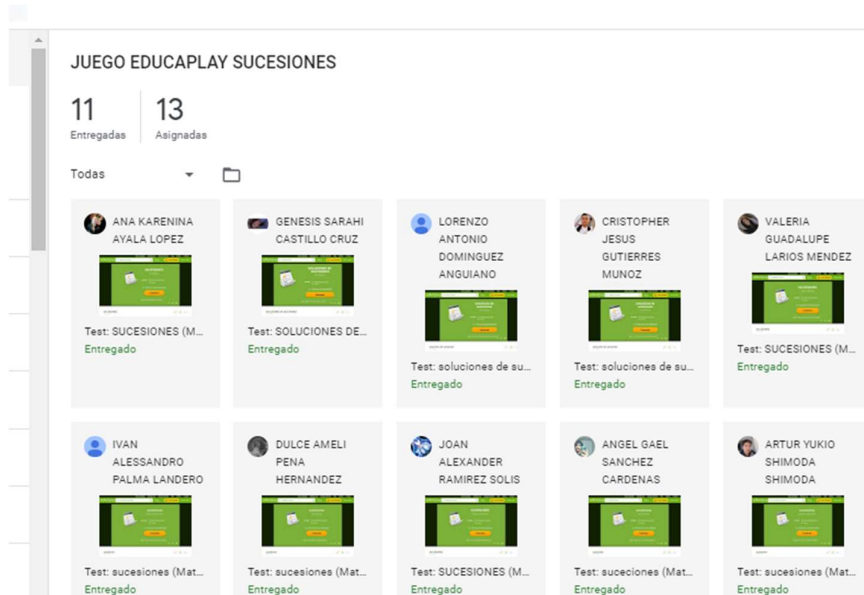 JUEGO EDUCAPLAY SUCESIONES
11
Entregadas
13
Asignadas
Todas
ANA KARENINA
AYALA LOPEZ
Test: SUCESIONES (M...
Entregado
GENESIS SARAHI
CASTILLO CRUZ
Test: SOLUCIONES DE...
Entregado
LORENZO
ANTONIO
DOMINGUEZ
ANGUIANO
Test: soluciones de su...
Entregado
CRISTOPHER
JESUS
GUTIERRES
MUNOZ
Test: soluciones de su...
Entregado
VALERIA
GUADALUPE
LARIOS MENDEZ
Test: SUCESIONES (M...
Entregado
IVAN
ALESSANDRO
PALMA LANDERO
Test: sucesiones (Mat...
Entregado
DULCE AMELI
PENA
HERNANDEZ
Test: sucesiones (Mat...
Entregado
JOAN
ALEXANDER
RAMIREZ SOLIS
Test: SUCESIONES (M...
Entregado
ANGEL GAEL
SANCHEZ
CARDENAS
Test: suceciones (Mat...
Entregado
ARTUR YUKIO
SHIMODA
SHIMODA
Test: sucesiones (Mat...
Entregado